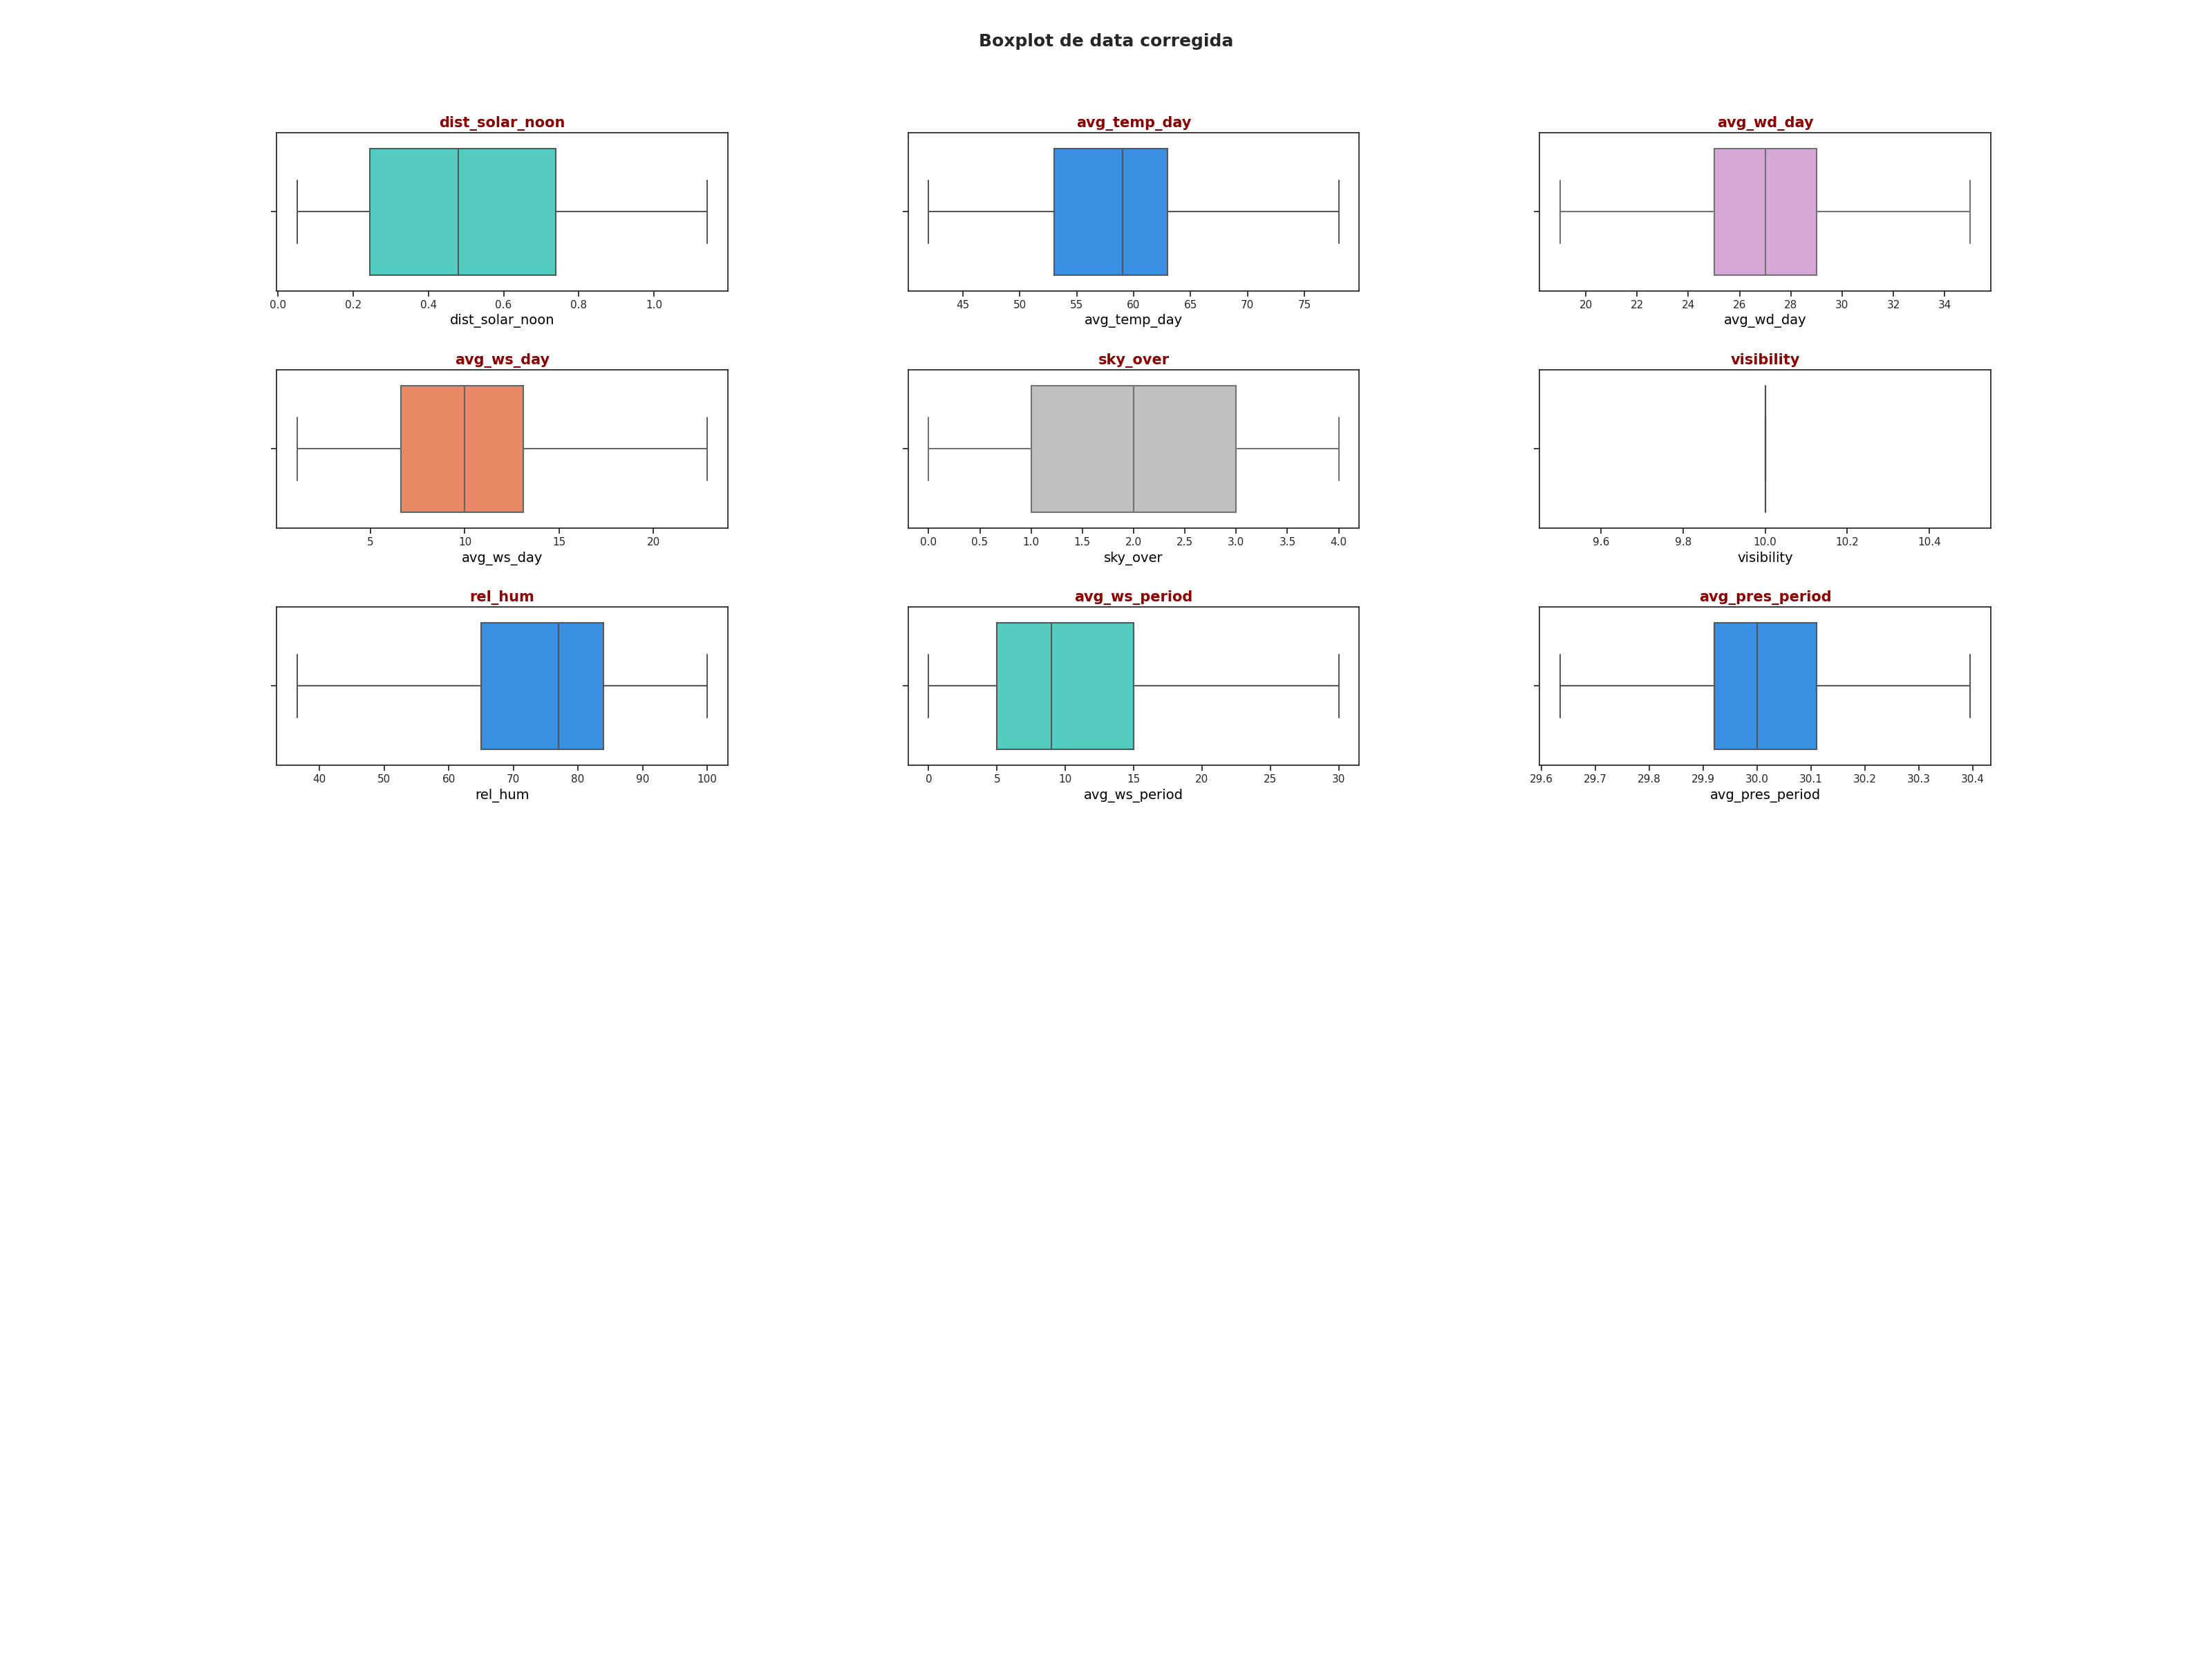 Boxplot de data corregida
dist_solar_noon
0.0 0.2 0.4 0.6 0.8 1.0
dist_solar_noon
avg_temp_day
45 50 55 60 65 70 75
avg_temp_day
avg_wd_day
20 22 24 26 28 30 32 34
avg_wd_day
avg_ws_day
5 10 15 20
avg_ws_day
sky_over
0.0 0.5 1.0 1.5 2.0 2.5 3.0 3.5 4.0
sky_over
visibility
9.6 9.8 10.0 10.2 10.4
visibility
rel_hum
40 50 60 70 80 90 100
rel_hum
avg_ws_period
0 5 10 15 20 25 30
avg_ws_period
avg_pres_period
29.6 29.7 29.8 29.9 30.0 30.1 30.2 30.3 30.4
avg_pres_period